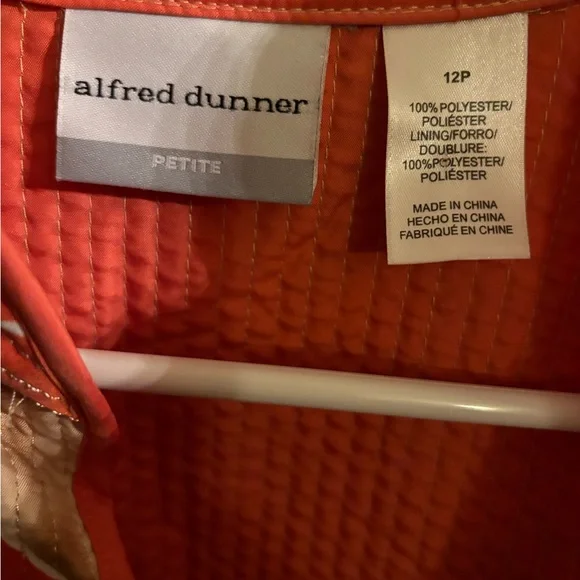 alfred dunner
PETITE
12P
100% POLYESTER/
POLIÉSTER
LINING/FORRO/
DOUBLURE:
100%POLYESTER/
POLIÉSTER
MADE IN CHINA
HECHO EN CHINA
FABRIQUÉ EN CHINE